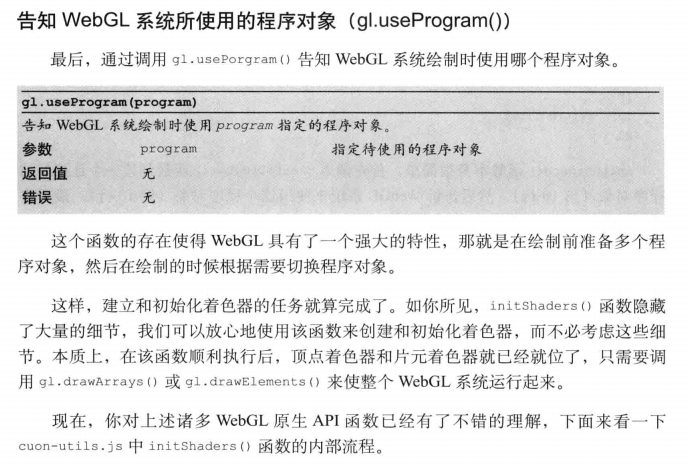 告知 WebGL 系统所使用的程序对象（gl.useProgram()）
最后，通过调用 gl.usePorgram() 告知 WebGL 系统绘制时使用哪个程序对象。
gl.useProgram(program)
告知 WebGL 系统绘制时使用 program 指定的程序对象。
参数 program 指定待使用的程序对象
返回值 无
错误 无
这个函数的存在使得 WebGL 具有了一个强大的特性，那就是在绘制前准备多个程
序对象，然后在绘制的时候根据需要切换程序对象。
这样，建立和初始化着色器的任务就算完成了。如你所见，initShaders() 函数隐藏
了大量的细节，我们可以放心地使用该函数来创建和初始化着色器，而不必考虑这些细
节。本质上，在该函数顺利执行后，顶点着色器和片元着色器就已经就位了，只需要调
用 gl.drawArrays() 或 gl.drawElements() 来使整个 WebGL 系统运行起来。
现在，你对上述诸多 WebGL 原生 API 函数已经有了不错的理解，下面来看一下
cuon-utils.js 中 initShaders() 函数的内部流程。